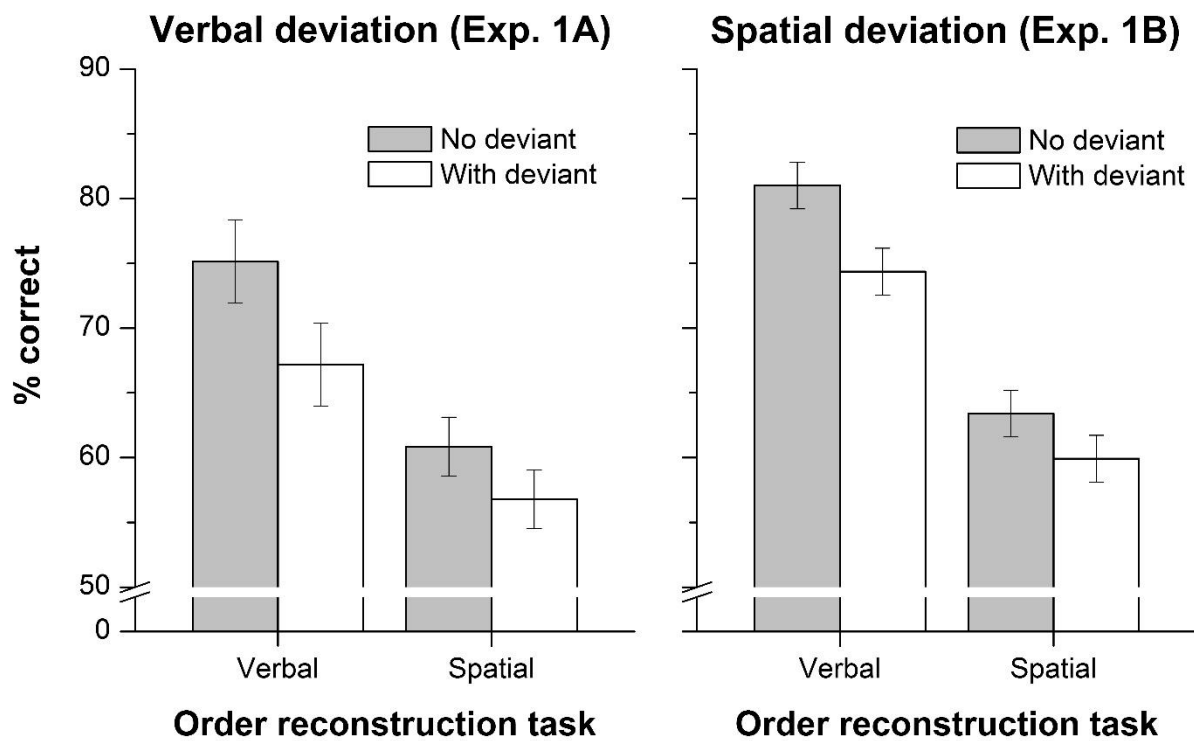 Verbal deviation (Exp. 1A)
Spatial deviation (Exp. 1B)
90
80
70
60
50
0
% correct
No deviant
With deviant
No deviant
With deviant
Verbal
Spatial
Verbal
Spatial
Order reconstruction task
Order reconstruction task